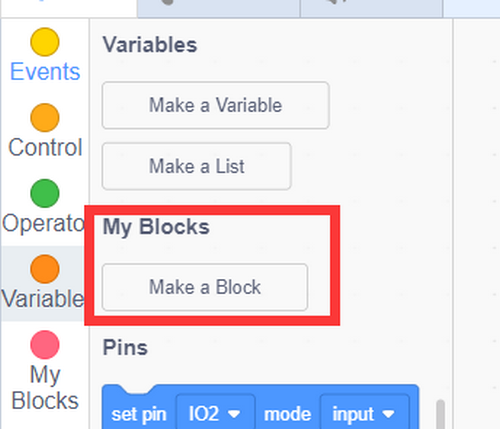 Events
Control
Operato
Variable
My
Blocks
Variables
Make a Variable
Make a List
My Blocks
Make a Block
Pins
set pin IO2 mode input